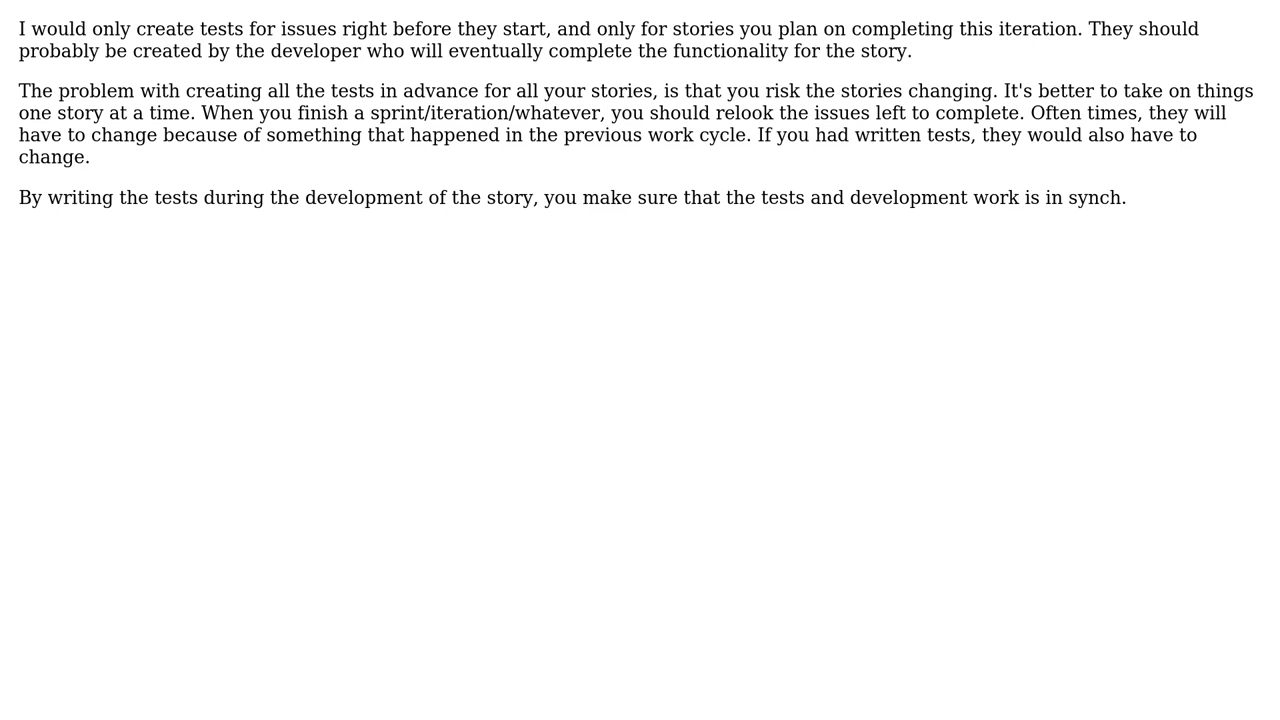 I would only create tests for issues right before they start, and only for stories you plan on completing this iteration. They should
probably be created by the developer who will eventually complete the functionality for the story.
The problem with creating all the tests in advance for all your stories, is that you risk the stories changing. It's better to take on things
one story at a time. When you finish a sprint/iteration/whatever, you should relook the issues left to complete. Often times, they will
have to change because of something that happened in the previous work cycle. If you had written tests, they would also have to
change.
By writing the tests during the development of the story, you make sure that the tests and development work is in synch.